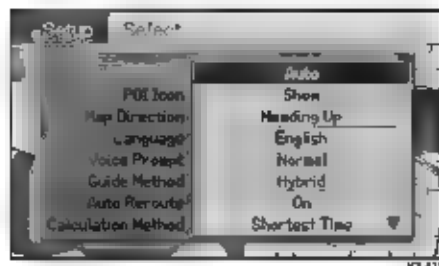 Setup Select
Auto
POI Icon Show
Map Direction Heading Up
Language English
Voice Prompt Normal
Guide Method Hybrid
Auto Reroute On
Calculation Method Shortest Time